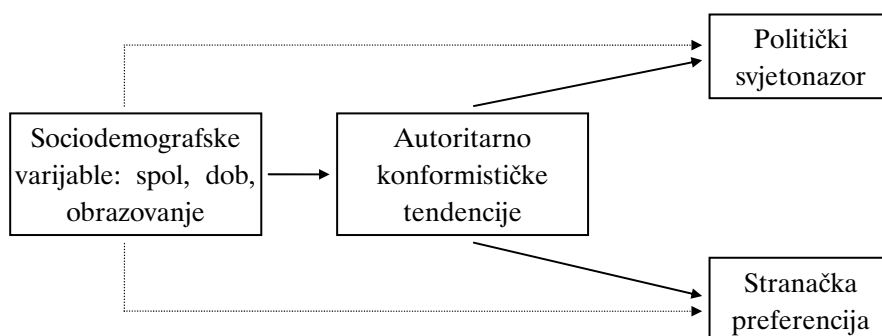 Politički
svjetonazor
Sociodemografske
varijable: spol, dob,
obrazovanje
Autoritarno
konformističke
tendencije
Stranačka
preferencija